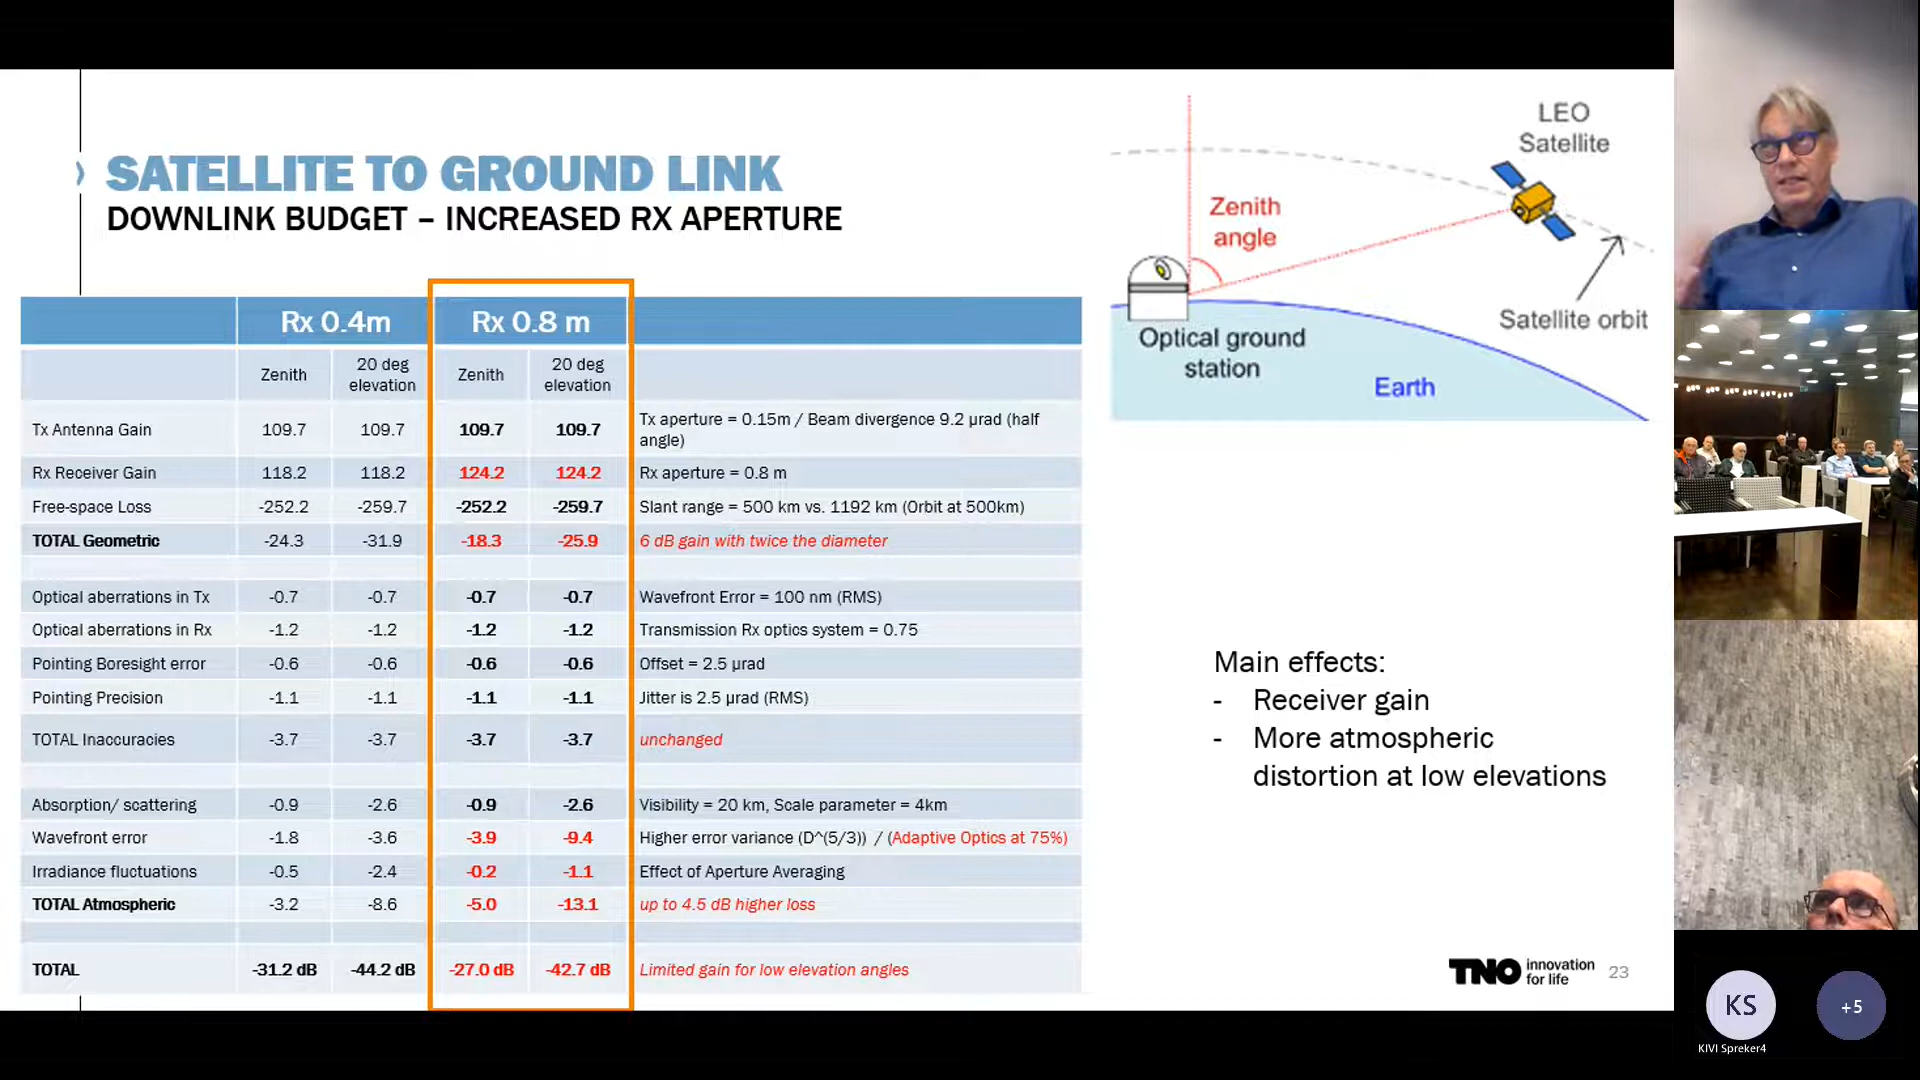 SATELLITE TO GROUND LINK
DOWNLINK BUDGET – INCREASED RX APERTURE
Rx 0.4m Rx 0.8 m
Zenith 20 deg elevation Zenith 20 deg elevation
Tx Antenna Gain 109.7 109.7 109.7 109.7 Tx aperture = 0.15m / Beam divergence 9.2 µrad (half
angle)
Rx Receiver Gain 118.2 118.2 124.2 124.2 Rx aperture = 0.8 m
Free-space Loss -252.2 -259.7 -252.2 -259.7 Slant range = 500 km vs. 1192 km (Orbit at 500km)
TOTAL Geometric -24.3 -31.9 -18.3 -25.9 6 dB gain with twice the diameter
Optical aberrations in Tx -0.7 -0.7 -0.7 -0.7 Wavefront Error = 100 nm (RMS)
Optical aberrations in Rx -1.2 -1.2 -1.2 -1.2 Transmission Rx optics system = 0.75
Pointing Boresight error -0.6 -0.6 -0.6 -0.6 Offset = 2.5 µrad
Pointing Precision -1.1 -1.1 -1.1 -1.1 Jitter is 2.5 µrad (RMS)
TOTAL Inaccuracies -3.7 -3.7 -3.7 -3.7 unchanged
Absorption/ scattering -0.9 -2.6 -0.9 -2.6 Visibility = 20 km, Scale parameter = 4km
Wavefront error -1.8 -3.6 -3.9 -9.4 Higher error variance (D^(5/3)) / (Adaptive Optics at 75%)
Irradiance fluctuations -0.5 -2.4 -0.2 -1.1 Effect of Aperture Averaging
TOTAL Atmospheric -3.2 -8.6 -5.0 -13.1 up to 4.5 dB higher loss
TOTAL -31.2 dB -44.2 dB -27.0 dB -42.7 dB Limited gain for low elevation angles
LEO
Satellite
Zenith
angle
Satellite orbit
Optical ground
station
Earth
Main effects:
- Receiver gain
- More atmospheric
distortion at low elevations
TNO innovation
for life
23
KS
+5
KIVI Spreker4